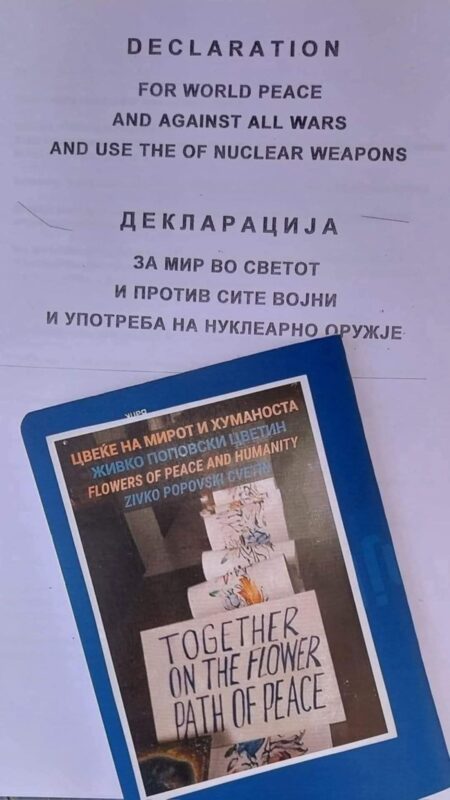 DECLARATION
FOR WORLD PEACE
AND AGAINST ALL WARS
AND USE THE OF NUCLEAR WEAPONS
ДЕКЛАРАЦИЈА
ЗА МИР ВО СВЕТОТ
И ПРОТИВ СИТЕ ВОЈНИ
И УПОТРЕБА НА НУКЛЕАРНО ОРУЖЈЕ
ЦВЕЌЕ НА МИРОТ И ХУМАНОСТА
ЖИВКО ПОПОВСКИ ЦВЕТИН
FLOWERS OF PEACE AND HUMANITY
ZIVKO POPOVSKI CVETIN
TOGETHER
ON THE FLOWER
PATH OF PEACE